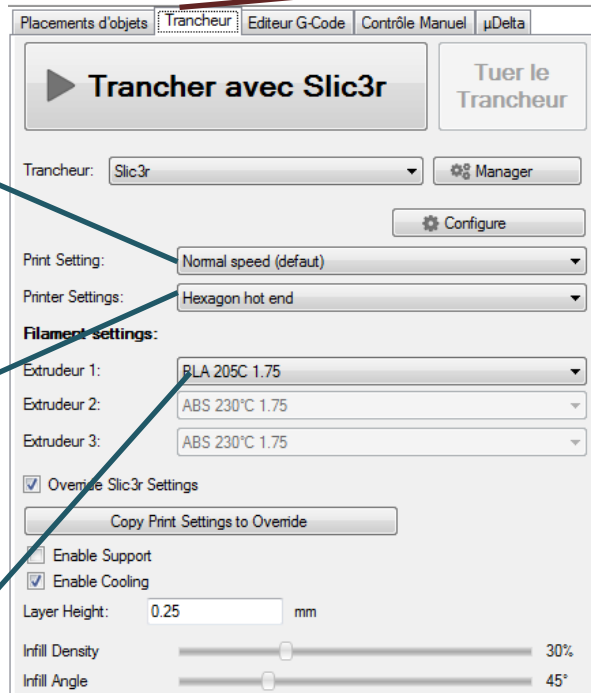 Placements d'objets Trancheur Editeur G-Code Contrôle Manuel µDelta
Trancher avec Slic3r
Tuer le
Trancheur
Trancheur: Slic3r Manager
Configure
Print Setting: Normal speed (defaut)
Printer Settings: Hexagon hot end
Filament settings:
Extrudeur 1: PLA 205C 1.75
Extrudeur 2: ABS 230°C 1.75
Extrudeur 3: ABS 230°C 1.75
Override Slic3r Settings
Copy Print Settings to Override
Enable Support
Enable Cooling
Layer Height: 0.25 mm
Infill Density 30%
Infill Angle 45°